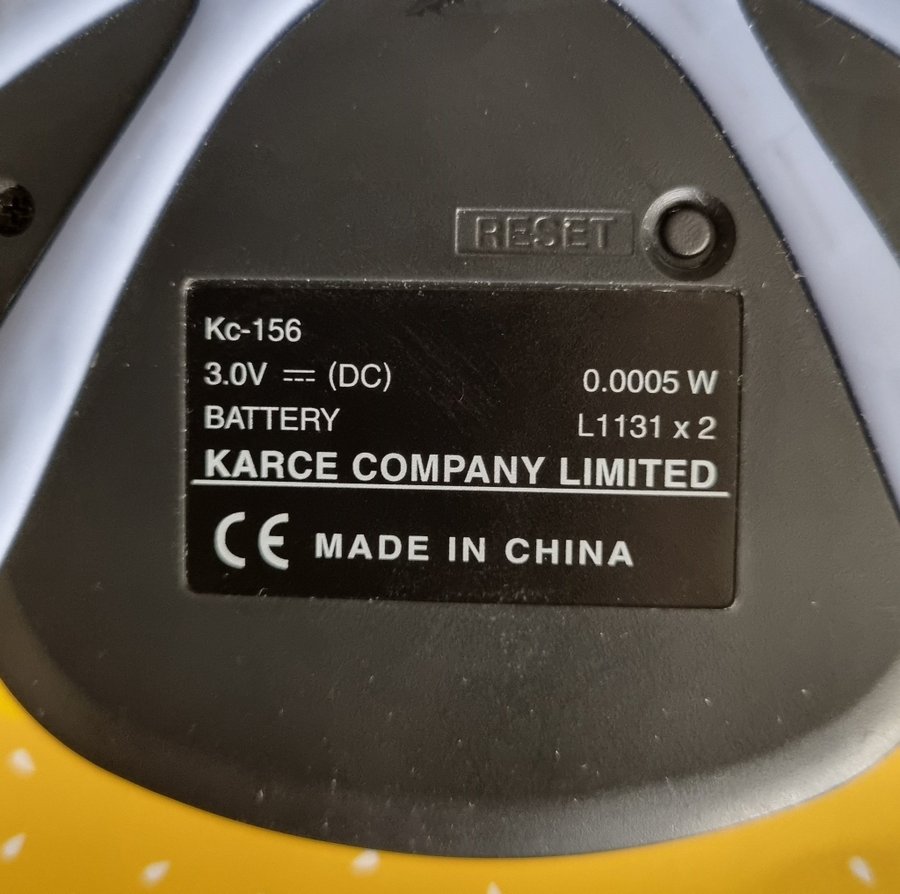 RESET
Kc-156
3.0V ⎓ (DC) 0.0005 W
BATTERY L1131 x 2
KARCE COMPANY LIMITED
CE MADE IN CHINA